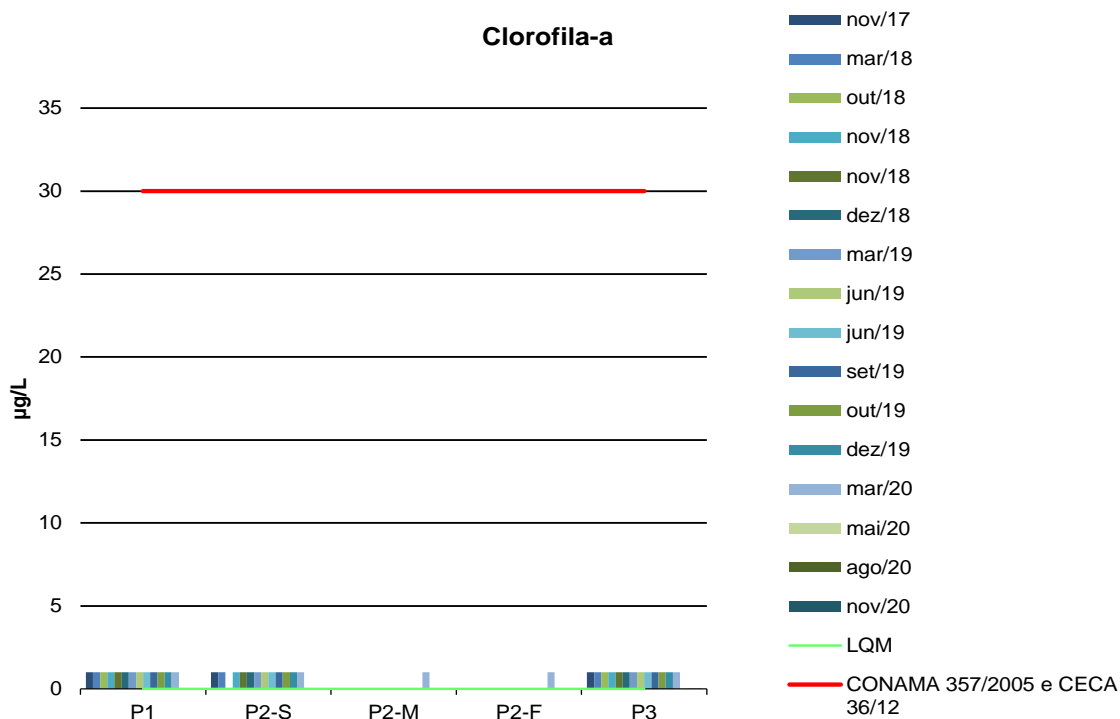 Clorofila-a
µg/L
35
30
25
20
15
10
5
0
P1
P2-S
P2-M
P2-F
P3
nov/17
mar/18
out/18
nov/18
nov/18
dez/18
mar/19
jun/19
jun/19
set/19
out/19
dez/19
mar/20
mai/20
ago/20
nov/20
LQM
CONAMA 357/2005 e CECA
36/12